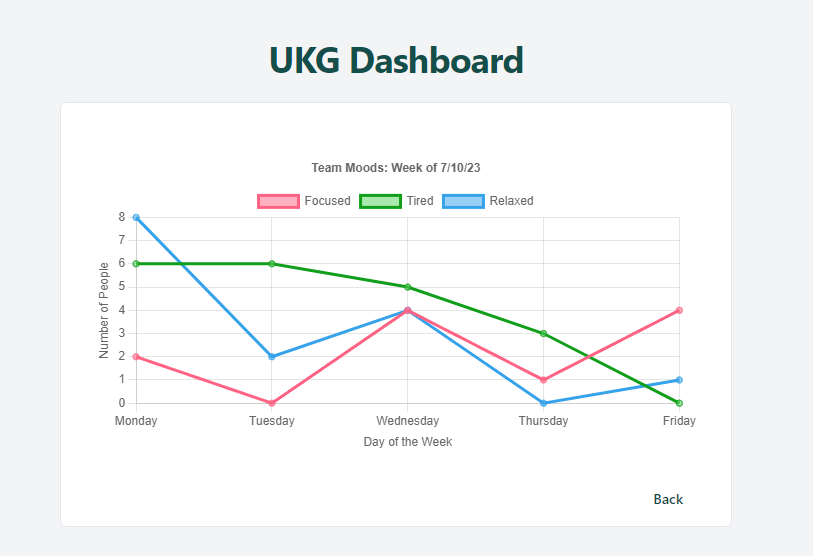 UKG Dashboard
Team Moods: Week of 7/10/23
Focused Tired Relaxed
Number of People
8
7
6
5
4
3
2
1
0
Monday Tuesday Wednesday Thursday Friday
Day of the Week
Back